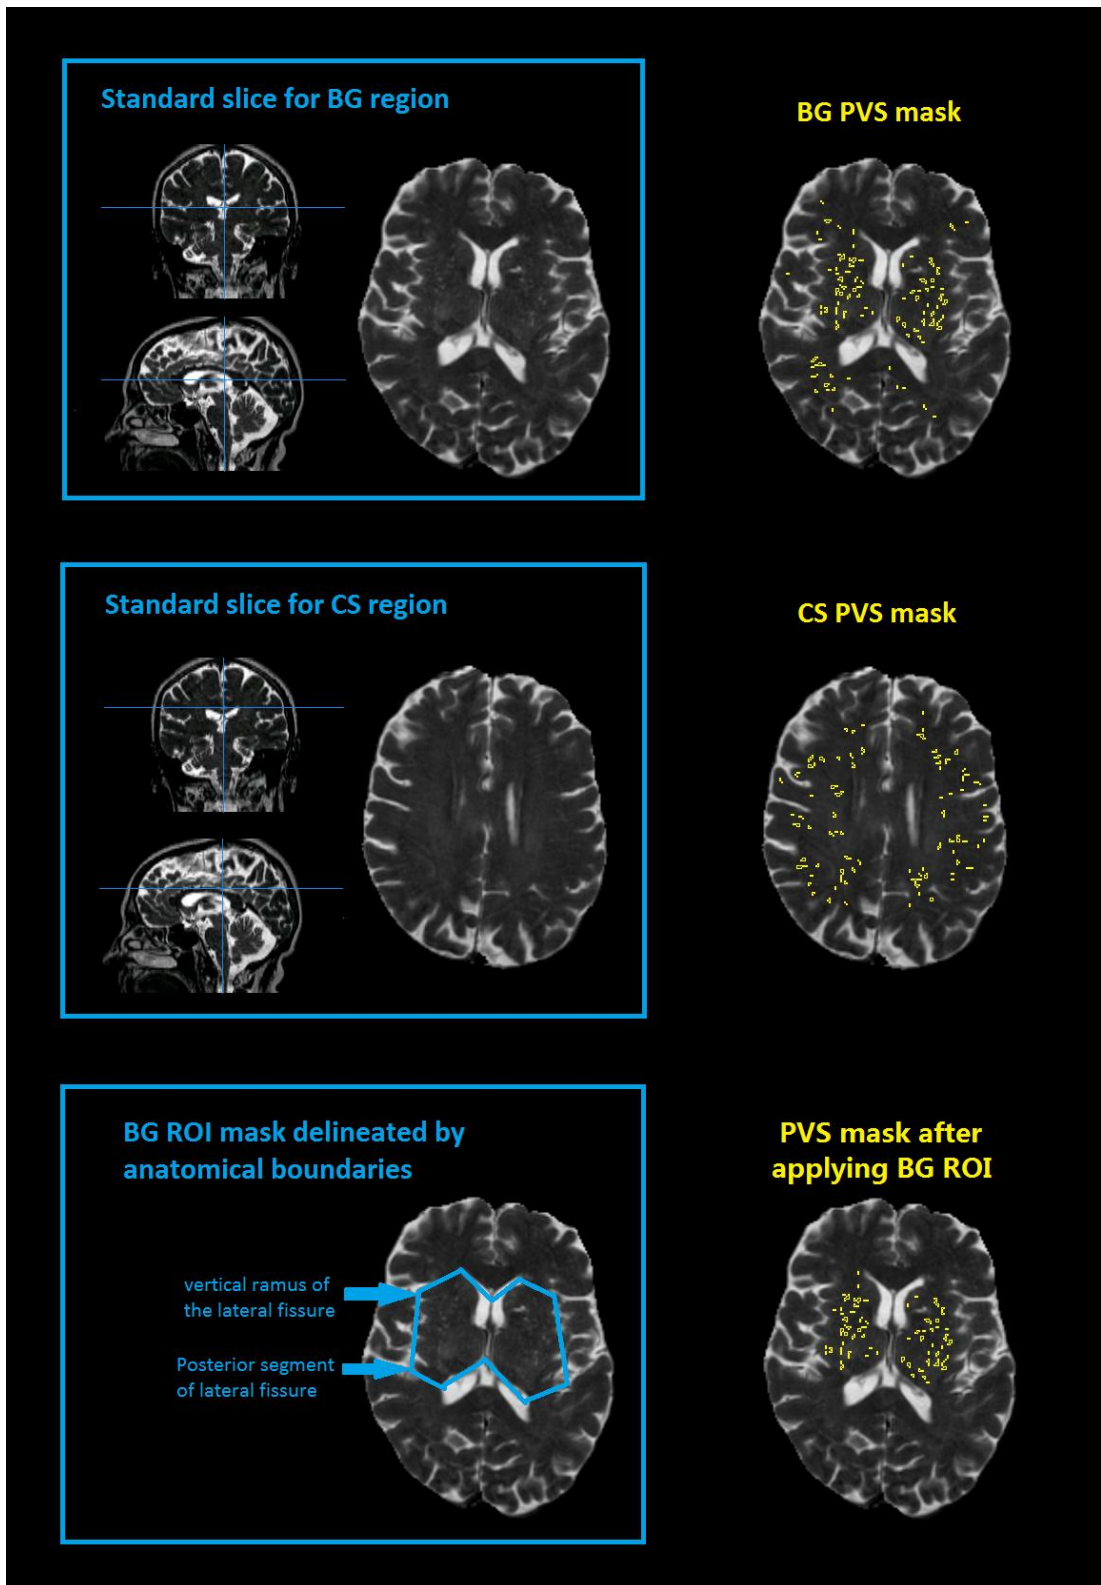 Standard slice for BG region
BG PVS mask
Standard slice for CS region
CS PVS mask
BG ROI mask delineated by
anatomical boundaries
vertical ramus of
the lateral fissure
Posterior segment
of lateral fissure
PVS mask after
applying BG ROI